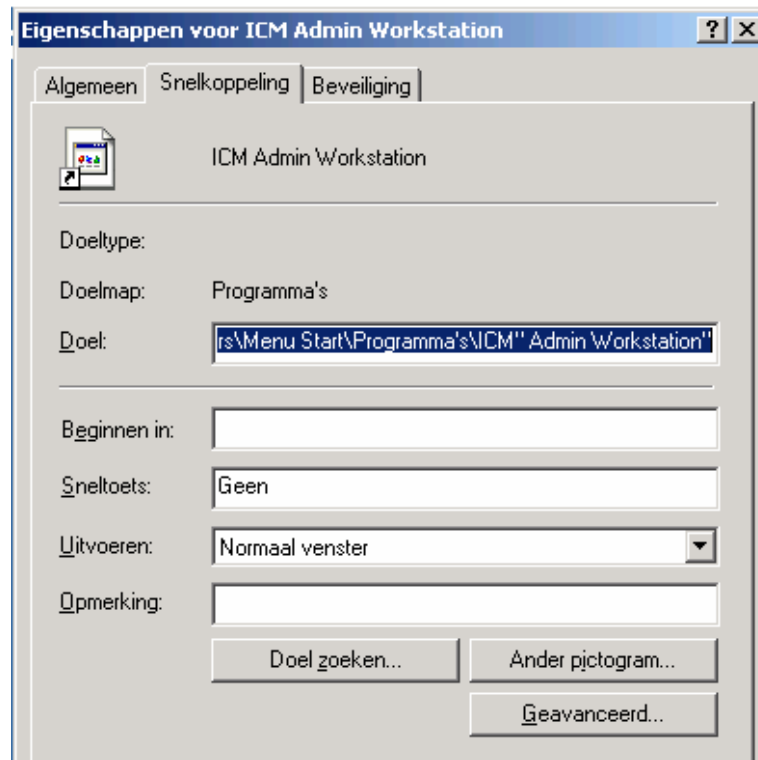 Eigenschappen voor ICM Admin Workstation
Algemeen Snelkoppeling Beveiliging
ICM Admin Workstation
Doeltype:
Doelmap: Programma's
Doel: rs\Menu Start\Programma's\ICM" Admin Workstation"
Beginnen in:
Sneltoets: Geen
Uitvoeren: Normaal venster
Opmerking:
Doel zoeken... Ander pictogram...
Geavanceerd...